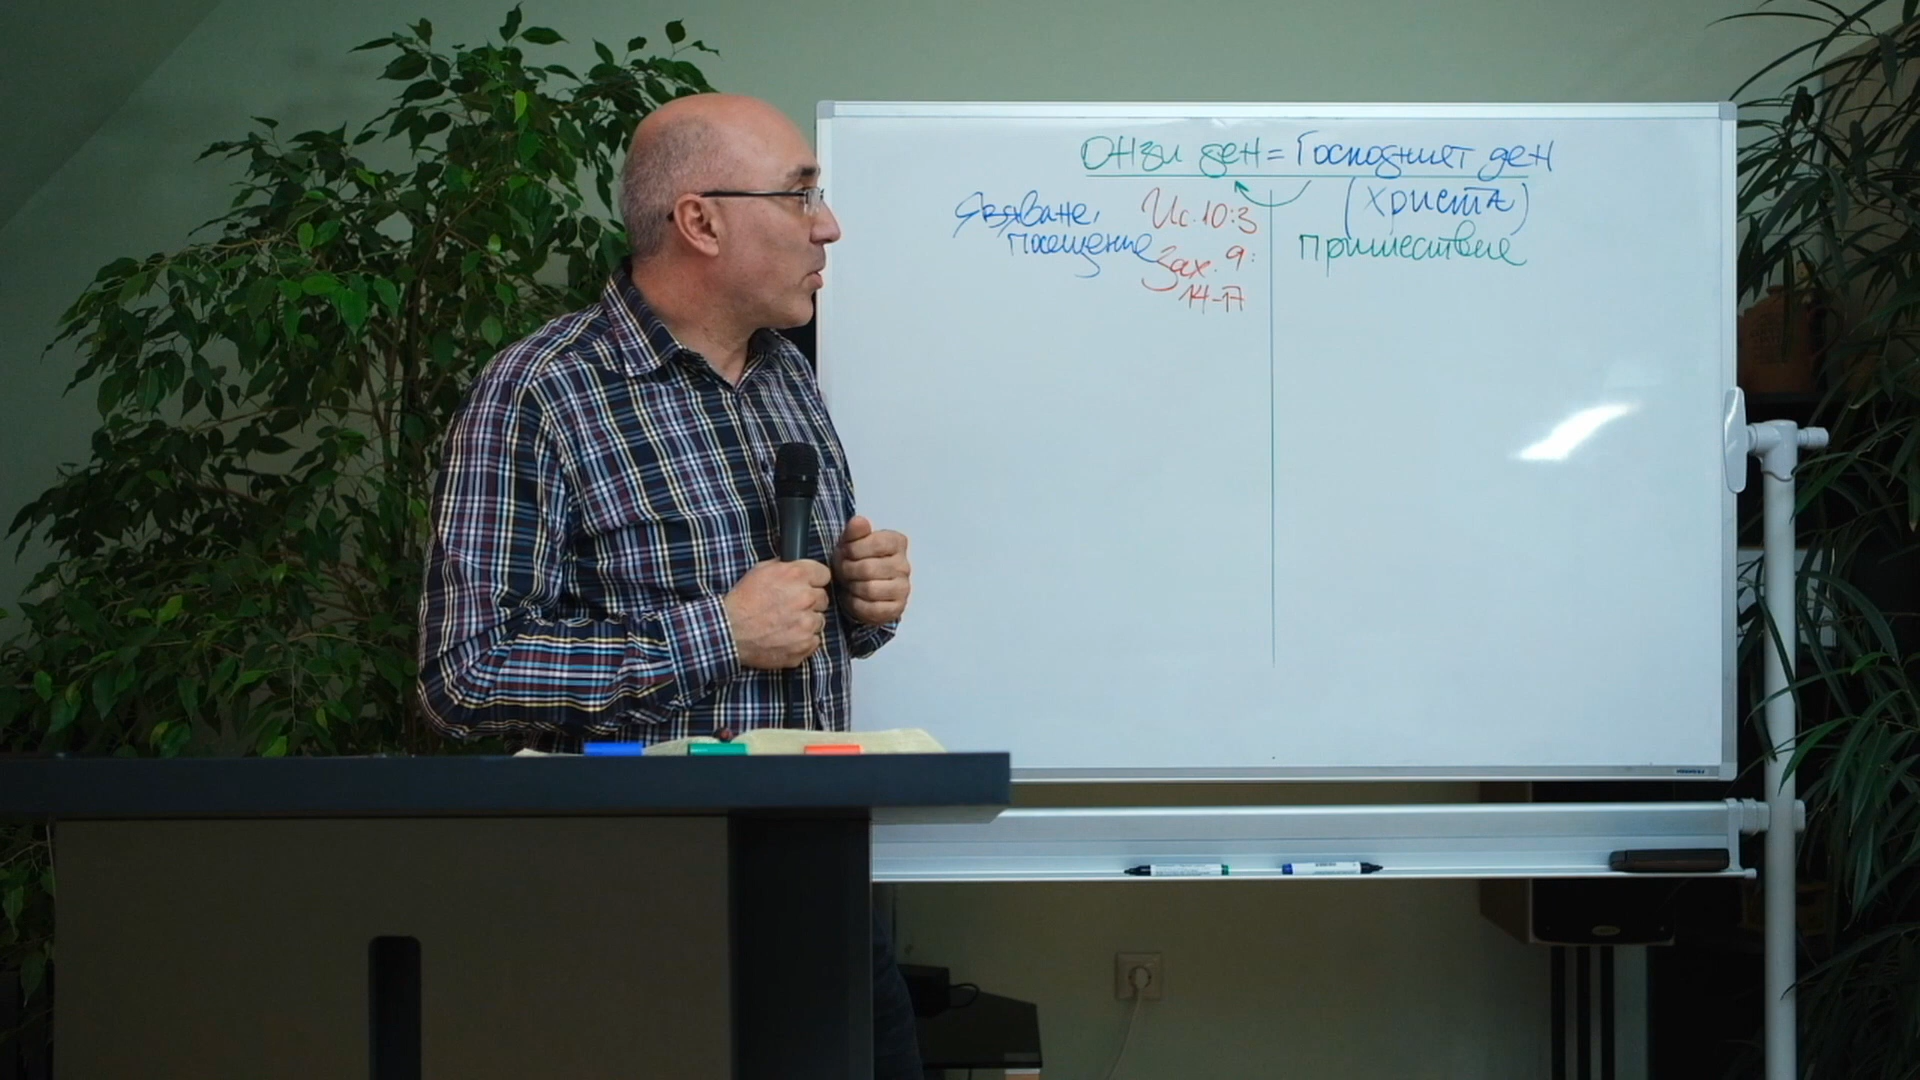 Онзи ден = Господният ден
(Христа)
Явяване,
посещение
Ис. 10:3
Зах. 9:
14-17
Пришествие